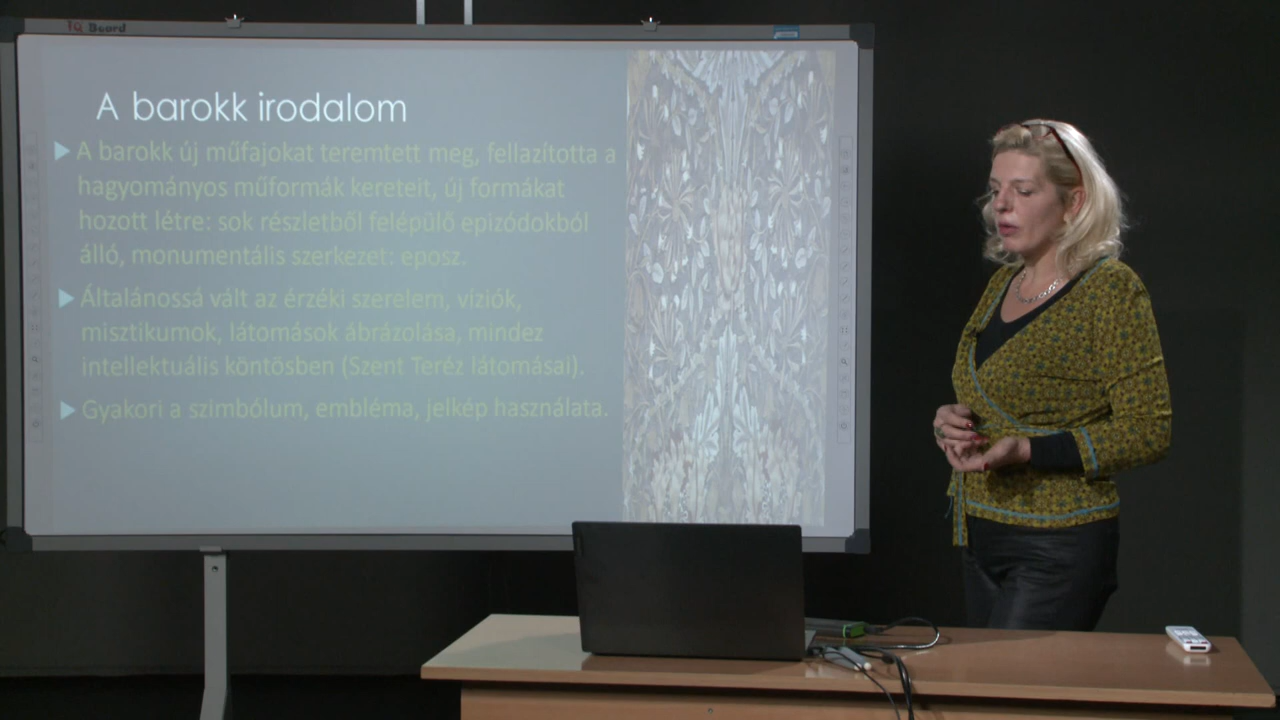 IQ Board
A barokk irodalom
A barokk új műfajokat teremtett meg, fellazította a
hagyományos műformák kereteit, új formákat
hozott létre: sok részletből felépülő epizódokból
álló, monumentális szerkezet: eposz.
Általánossá vált az érzéki szerelem, víziók,
misztikumok, látomások ábrázolása, mindez
intellektuális köntösben (Szent Teréz látomásai).
Gyakori a szimbólum, embléma, jelkép használata.